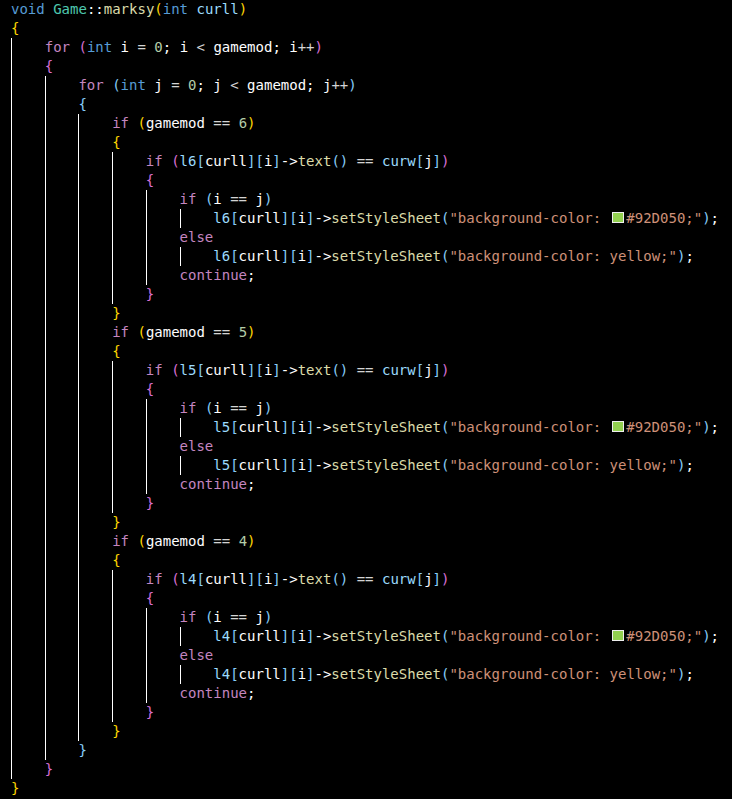 void Game::marksy(int curll)
{
    for (int i = 0; i < gamemod; i++)
    {
        for (int j = 0; j < gamemod; j++)
        {
            if (gamemod == 6)
            {
                if (l6[curll][i]->text() == curw[j])
                {
                    if (i == j)
                        l6[curll][i]->setStyleSheet("background-color: #92D050;");
                    else
                        l6[curll][i]->setStyleSheet("background-color: yellow;");
                    continue;
                }
            }
            if (gamemod == 5)
            {
                if (l5[curll][i]->text() == curw[j])
                {
                    if (i == j)
                        l5[curll][i]->setStyleSheet("background-color: #92D050;");
                    else
                        l5[curll][i]->setStyleSheet("background-color: yellow;");
                    continue;
                }
            }
            if (gamemod == 4)
            {
                if (l4[curll][i]->text() == curw[j])
                {
                    if (i == j)
                        l4[curll][i]->setStyleSheet("background-color: #92D050;");
                    else
                        l4[curll][i]->setStyleSheet("background-color: yellow;");
                    continue;
                }
            }
        }
    }
}